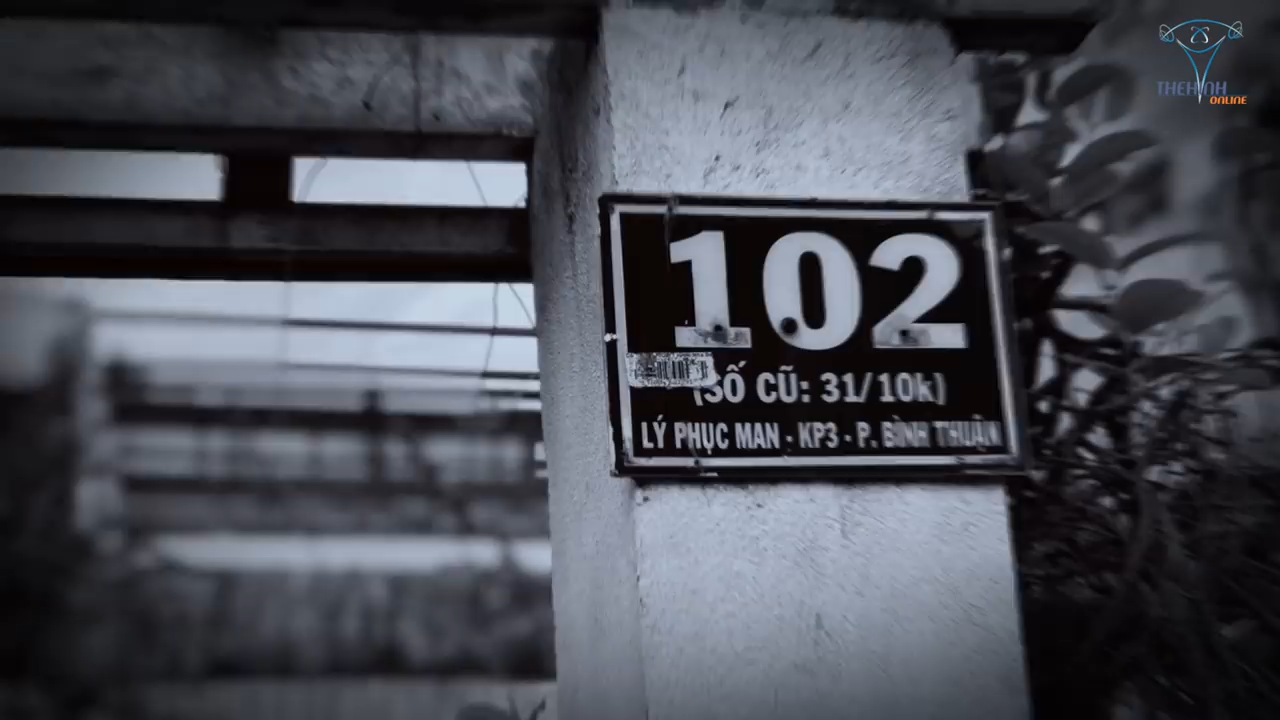 THEHINH
ONLINE
102
(SỐ CŨ: 31/10k)
LÝ PHỤC MAN - KP3 - P. BÌNH THUẬN